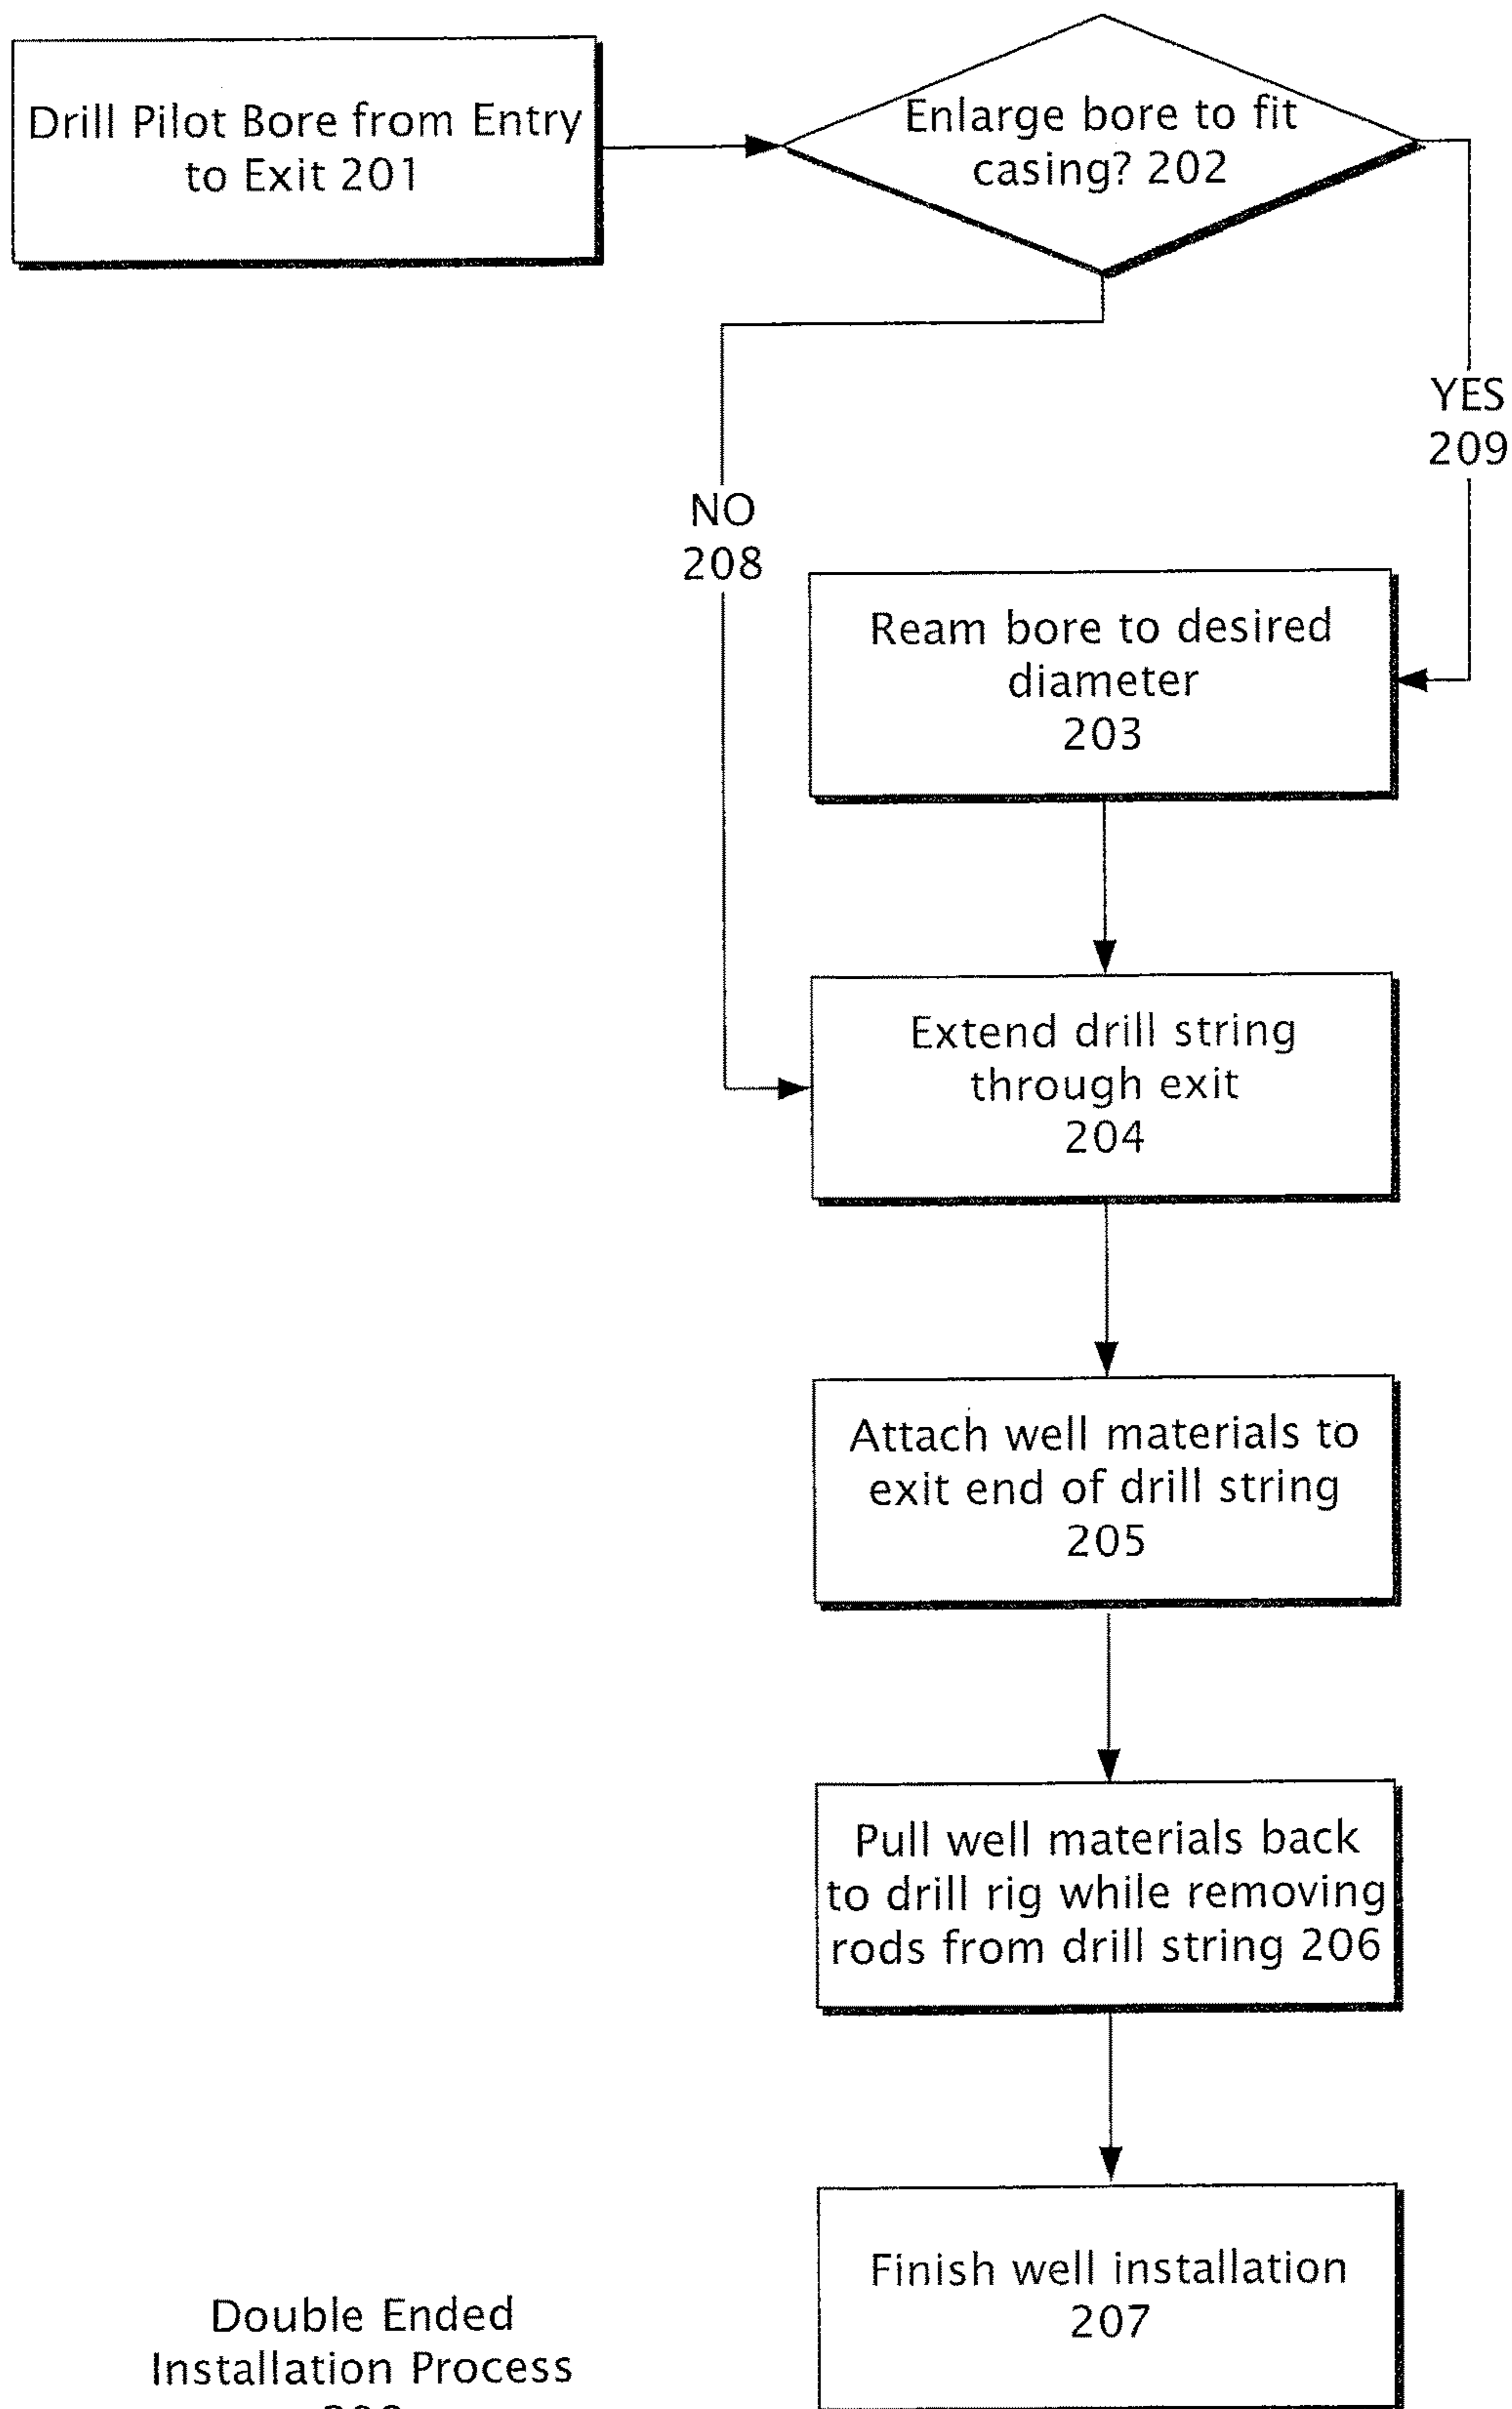 Drill Pilot Bore from Entry
to Exit 201
Enlarge bore to fit
casing? 202
YES
209
NO
208
Ream bore to desired
diameter
203
Extend drill string
through exit
204
Attach well materials to
exit end of drill string
205
Pull well materials back
to drill rig while removing
rods from drill string 206
Finish well installation
207
Double Ended
Installation Process